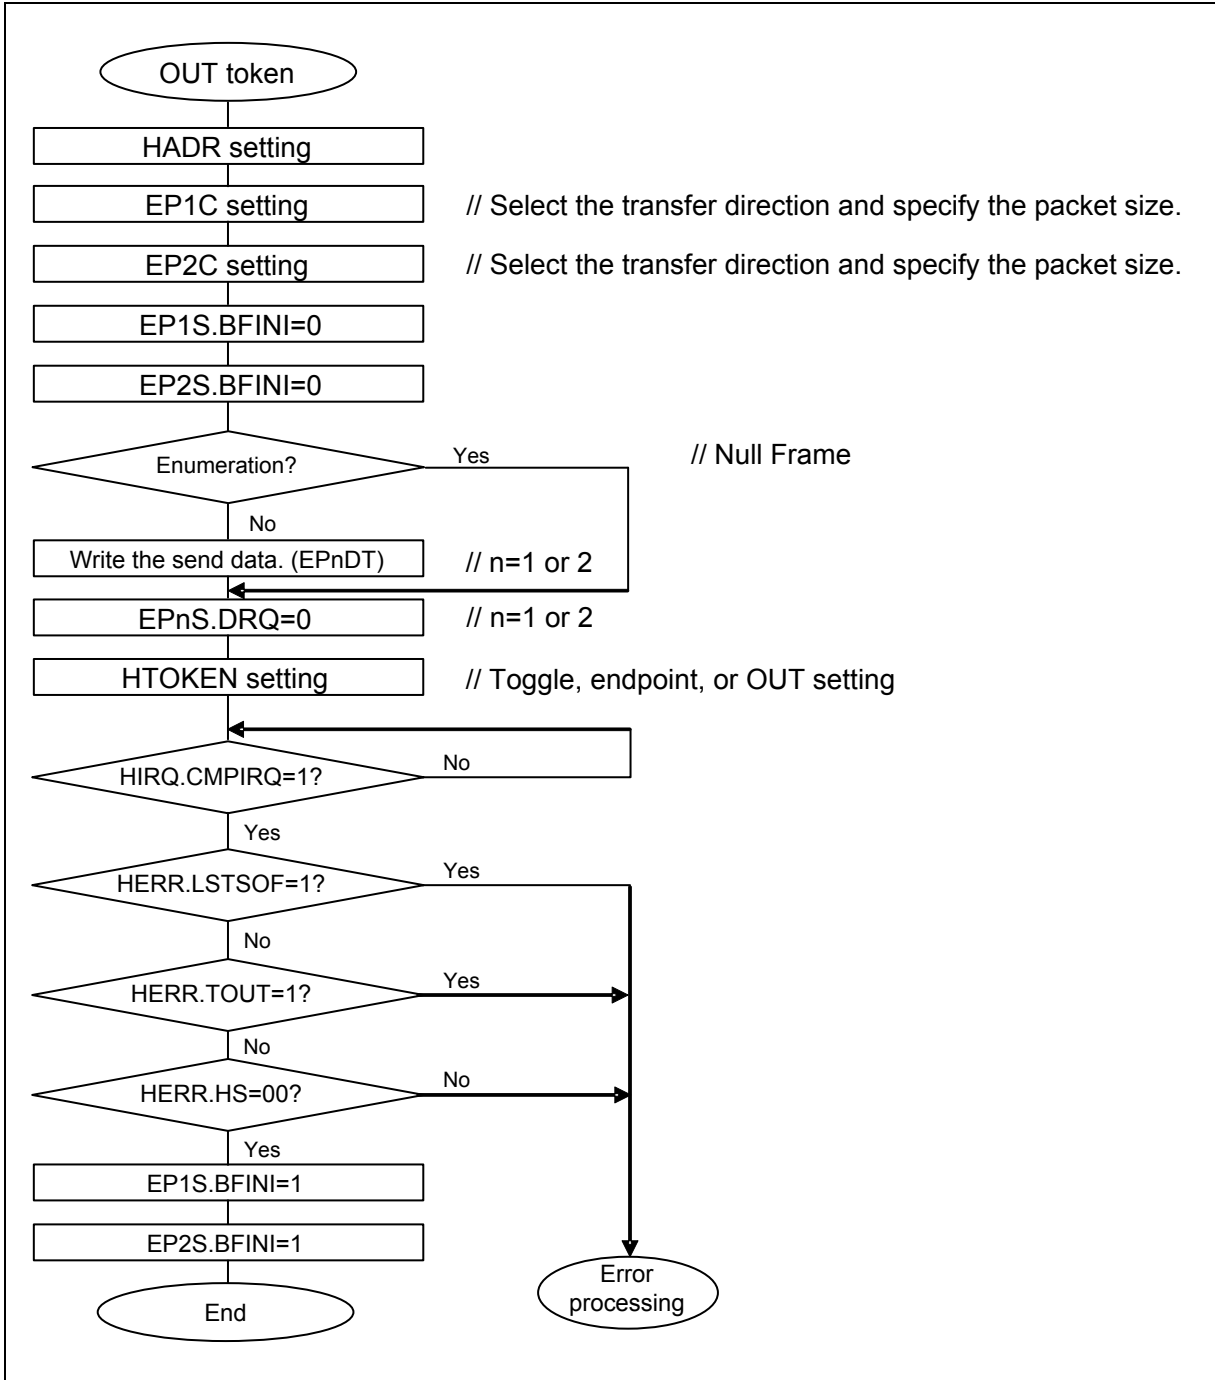 OUT token
HADR setting
EP1C setting
// Select the transfer direction and specify the packet size.
EP2C setting
// Select the transfer direction and specify the packet size.
EP1S.BFINI=0
EP2S.BFINI=0
Enumeration?
Yes
// Null Frame
No
Write the send data. (EPnDT)
// n=1 or 2
EPnS.DRQ=0
// n=1 or 2
HTOKEN setting
// Toggle, endpoint, or OUT setting
HIRQ.CMPIRQ=1?
No
Yes
HERR.LSTSOF=1?
Yes
No
HERR.TOUT=1?
Yes
No
HERR.HS=00?
No
Yes
EP1S.BFINI=1
EP2S.BFINI=1
End
Error
processing